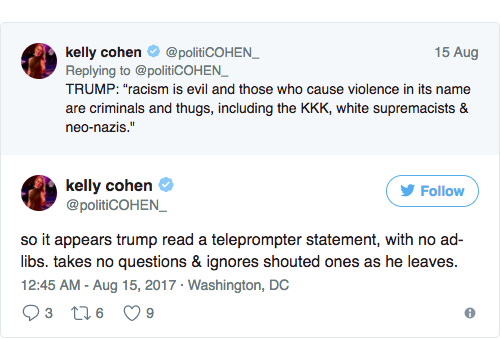 kelly cohen @politiCOHEN_ 15 Aug
Replying to @politiCOHEN_
TRUMP: "racism is evil and those who cause violence in its name
are criminals and thugs, including the KKK, white supremacists &
neo-nazis."
kelly cohen
@politiCOHEN_
Follow
so it appears trump read a teleprompter statement, with no ad-
libs. takes no questions & ignores shouted ones as he leaves.
12:45 AM - Aug 15, 2017 · Washington, DC
3 6 9